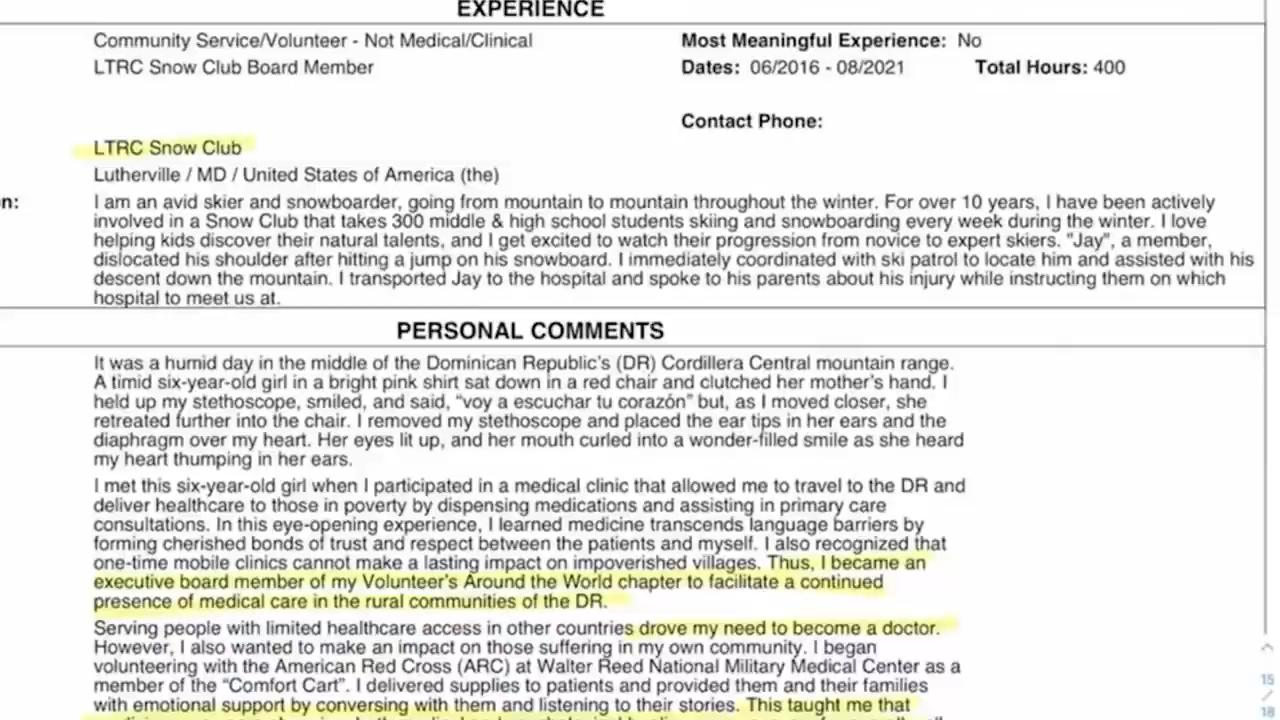 EXPERIENCE
Community Service/Volunteer - Not Medical/Clinical
Most Meaningful Experience: No
LTRC Snow Club Board Member
Dates: 06/2016 - 08/2021
Total Hours: 400
Contact Phone:
LTRC Snow Club
Lutherville / MD / United States of America (the)
n:
I am an avid skier and snowboarder, going from mountain to mountain throughout the winter. For over 10 years, I have been actively
involved in a Snow Club that takes 300 middle & high school students skiing and snowboarding every week during the winter. I love
helping kids discover their natural talents, and I get excited to watch their progression from novice to expert skiers. "Jay", a member,
dislocated his shoulder after hitting a jump on his snowboard. I immediately coordinated with ski patrol to locate him and assisted with his
descent down the mountain. I transported Jay to the hospital and spoke to his parents about his injury while instructing them on which
hospital to meet us at.
PERSONAL COMMENTS
It was a humid day in the middle of the Dominican Republic's (DR) Cordillera Central mountain range.
A timid six-year-old girl in a bright pink shirt sat down in a red chair and clutched her mother's hand. I
held up my stethoscope, smiled, and said, "voy a escuchar tu corazón" but, as I moved closer, she
retreated further into the chair. I removed my stethoscope and placed the ear tips in her ears and the
diaphragm over my heart. Her eyes lit up, and her mouth curled into a wonder-filled smile as she heard
my heart thumping in her ears.
I met this six-year-old girl when I participated in a medical clinic that allowed me to travel to the DR and
deliver healthcare to those in poverty by dispensing medications and assisting in primary care
consultations. In this eye-opening experience, I learned medicine transcends language barriers by
forming cherished bonds of trust and respect between the patients and myself. I also recognized that
one-time mobile clinics cannot make a lasting impact on impoverished villages. Thus, I became an
executive board member of my Volunteer's Around the World chapter to facilitate a continued
presence of medical care in the rural communities of the DR.
Serving people with limited healthcare access in other countries drove my need to become a doctor.
However, I also wanted to make an impact on those suffering in my own community. I began
volunteering with the American Red Cross (ARC) at Walter Reed National Military Medical Center as a
member of the "Comfort Cart". I delivered supplies to patients and provided them and their families
with emotional support by conversing with them and listening to their stories. This taught me that
15
/
18